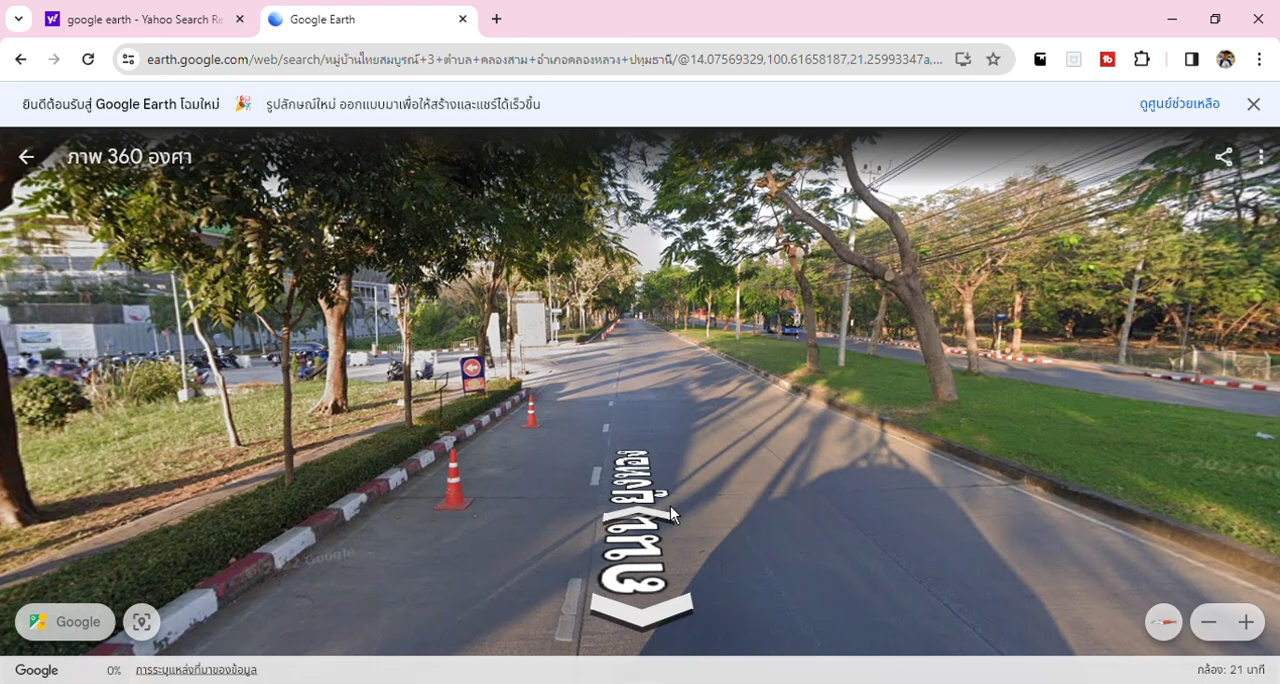 google earth - Yahoo Search Re
Google Earth
earth.google.com/web/search/หมู่บ้านไทยสมบูรณ์+3+ตำบล+คลองสาม+อำเภอคลองหลวง+ปทุมธานี/@14.07569329,100.61658187,21.25993347a,...
ยินดีต้อนรับสู่ Google Earth โฉมใหม่ รูปลักษณ์ใหม่ ออกแบบมาเพื่อให้สร้างและแชร์ได้เร็วขึ้น
ดูศูนย์ช่วยเหลือ
ภาพ 360 องศา
ถนนยูงทอง
Google
Google
0%
การระบุแหล่งที่มาของข้อมูล
กล้อง: 21 นาที